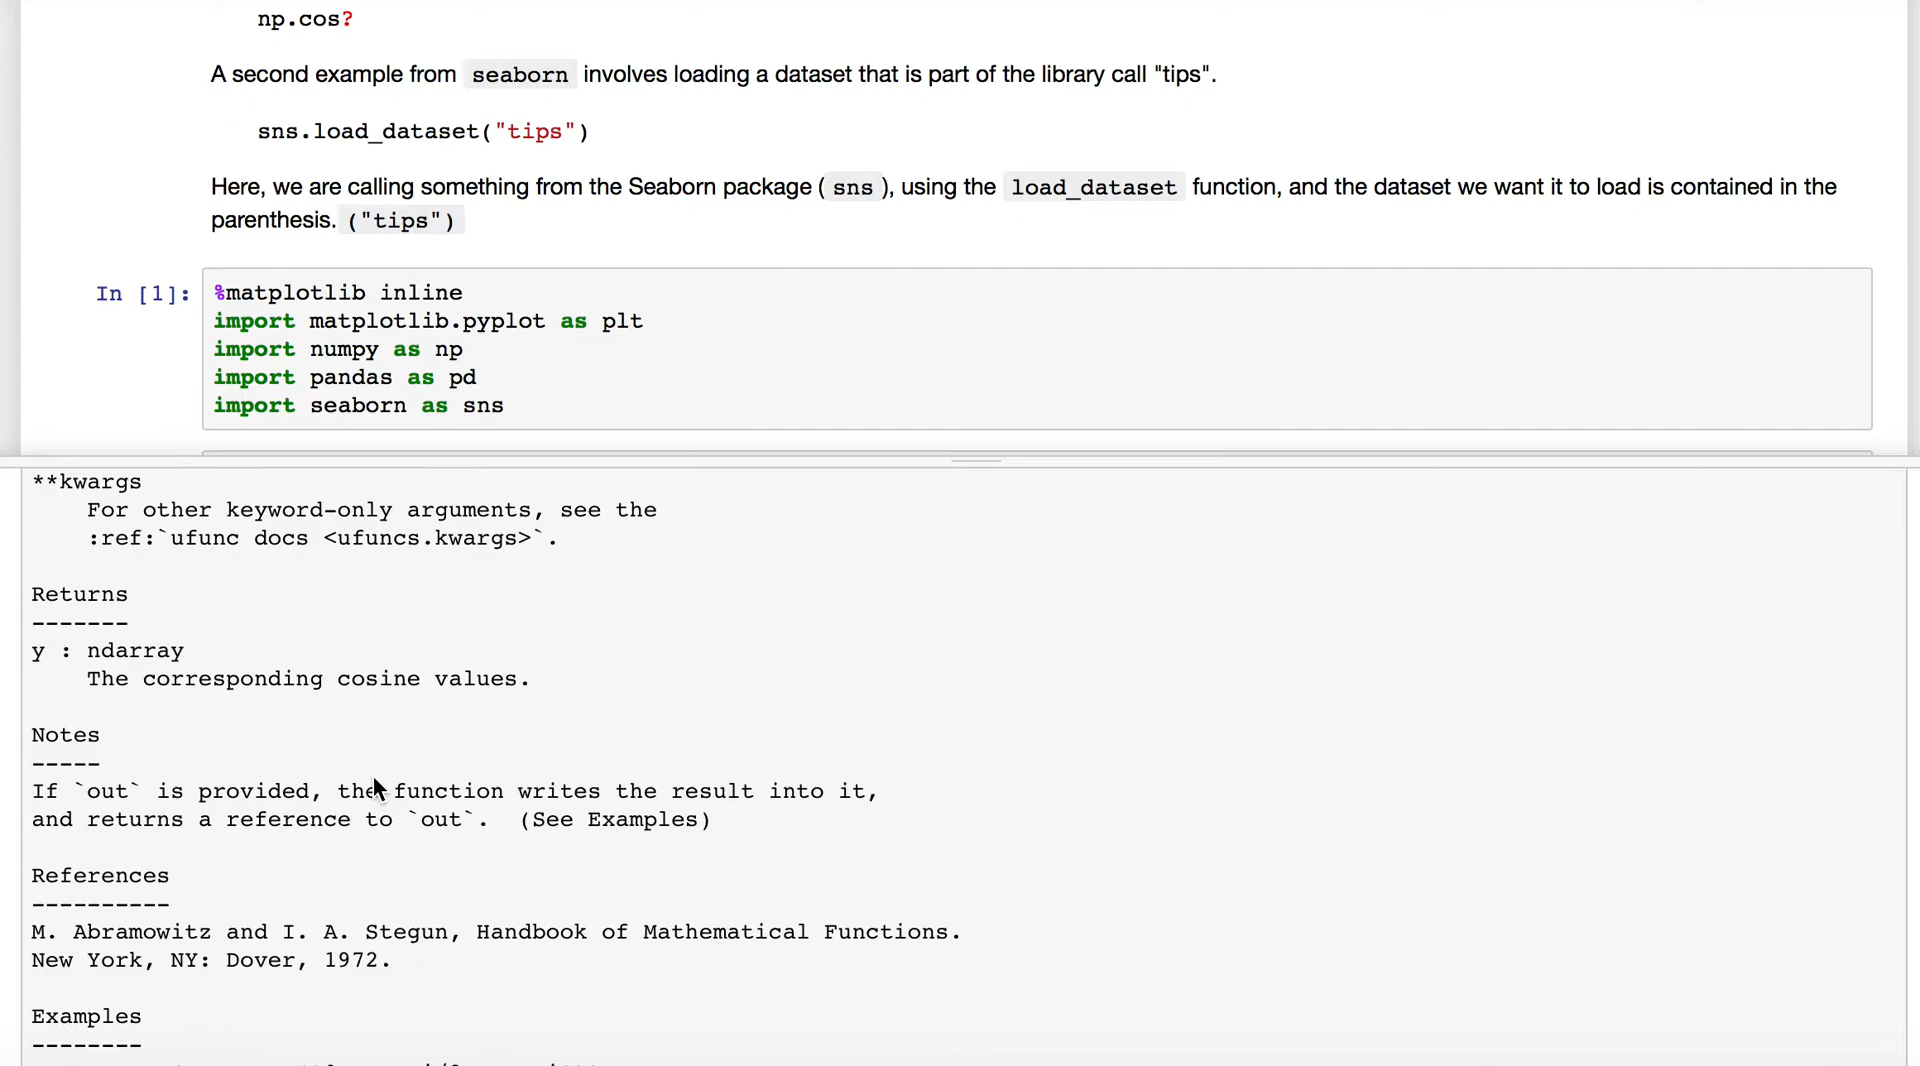 np.cos?
A second example from seaborn involves loading a dataset that is part of the library call "tips".
sns.load_dataset("tips")
Here, we are calling something from the Seaborn package ( sns ), using the load_dataset function, and the dataset we want it to load is contained in the
parenthesis. ("tips")
In [1]: %matplotlib inline
import matplotlib.pyplot as plt
import numpy as np
import pandas as pd
import seaborn as sns
**kwargs
For other keyword-only arguments, see the
:ref:`ufunc docs <ufuncs.kwargs>`.
Returns
-------
y : ndarray
The corresponding cosine values.
Notes
-----
If `out` is provided, the function writes the result into it,
and returns a reference to `out`.  (See Examples)
References
----------
M. Abramowitz and I. A. Stegun, Handbook of Mathematical Functions.
New York, NY: Dover, 1972.
Examples
--------